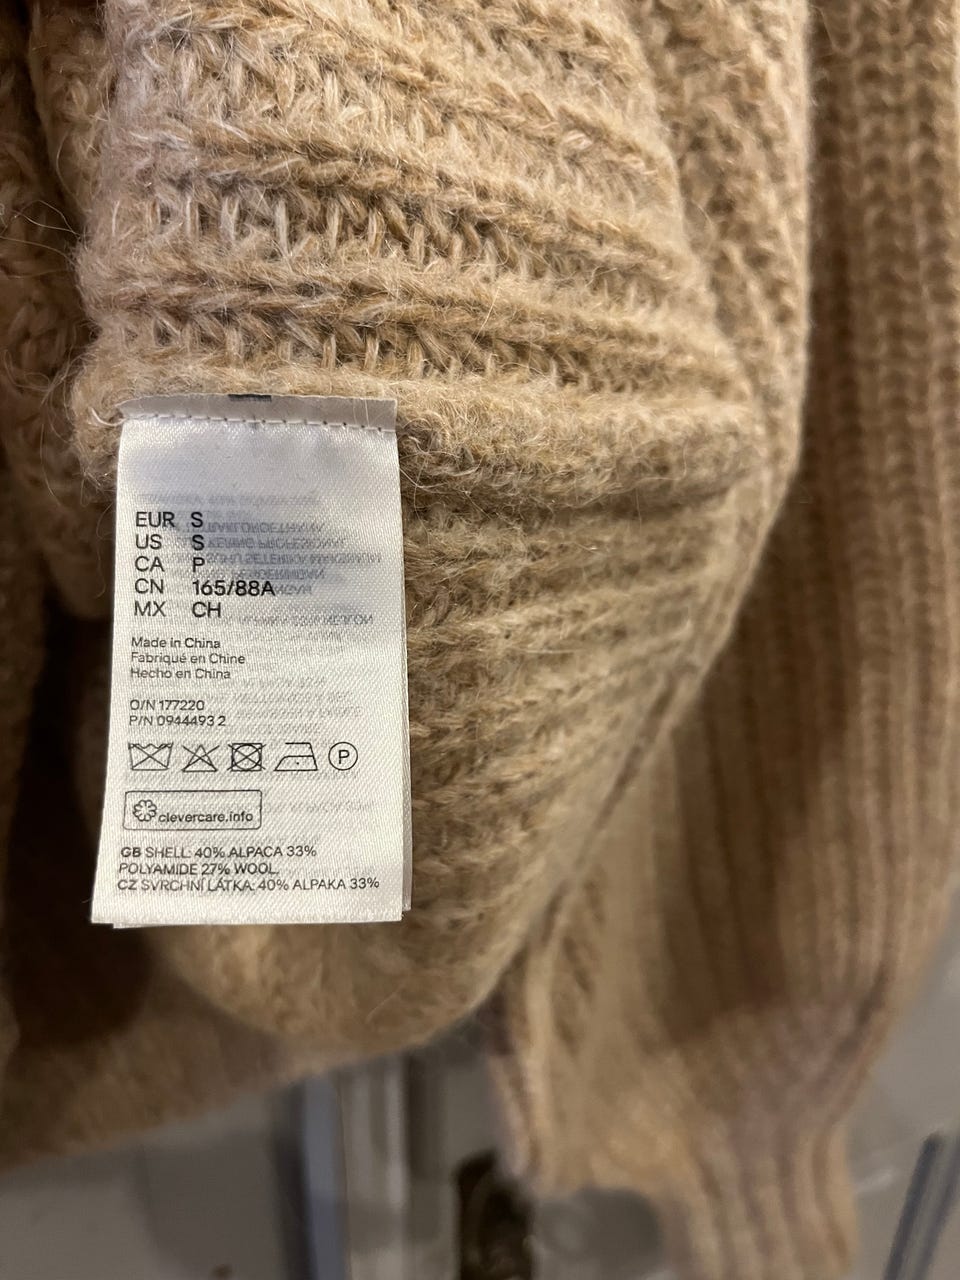 EUR S
US S
CA P
CN 165/88A
MX CH
Made in China
Fabriqué en Chine
Hecho en China
O/N 177220
P/N 0944493 2
P
clevercare.info
GB SHELL: 40% ALPACA 33%
POLYAMIDE 27% WOOL.
CZ SVRCHNÍ LÁTKA: 40% ALPAKA 33%